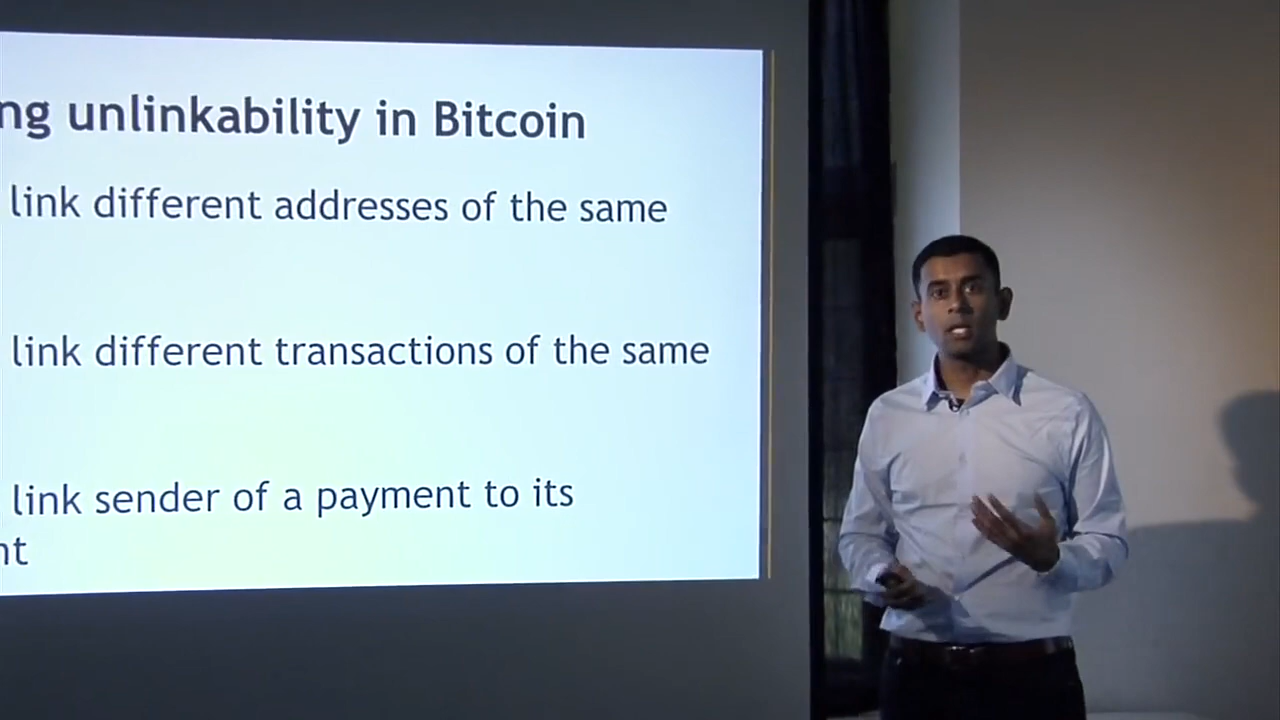 ng unlinkability in Bitcoin
link different addresses of the same
link different transactions of the same
link sender of a payment to its
nt